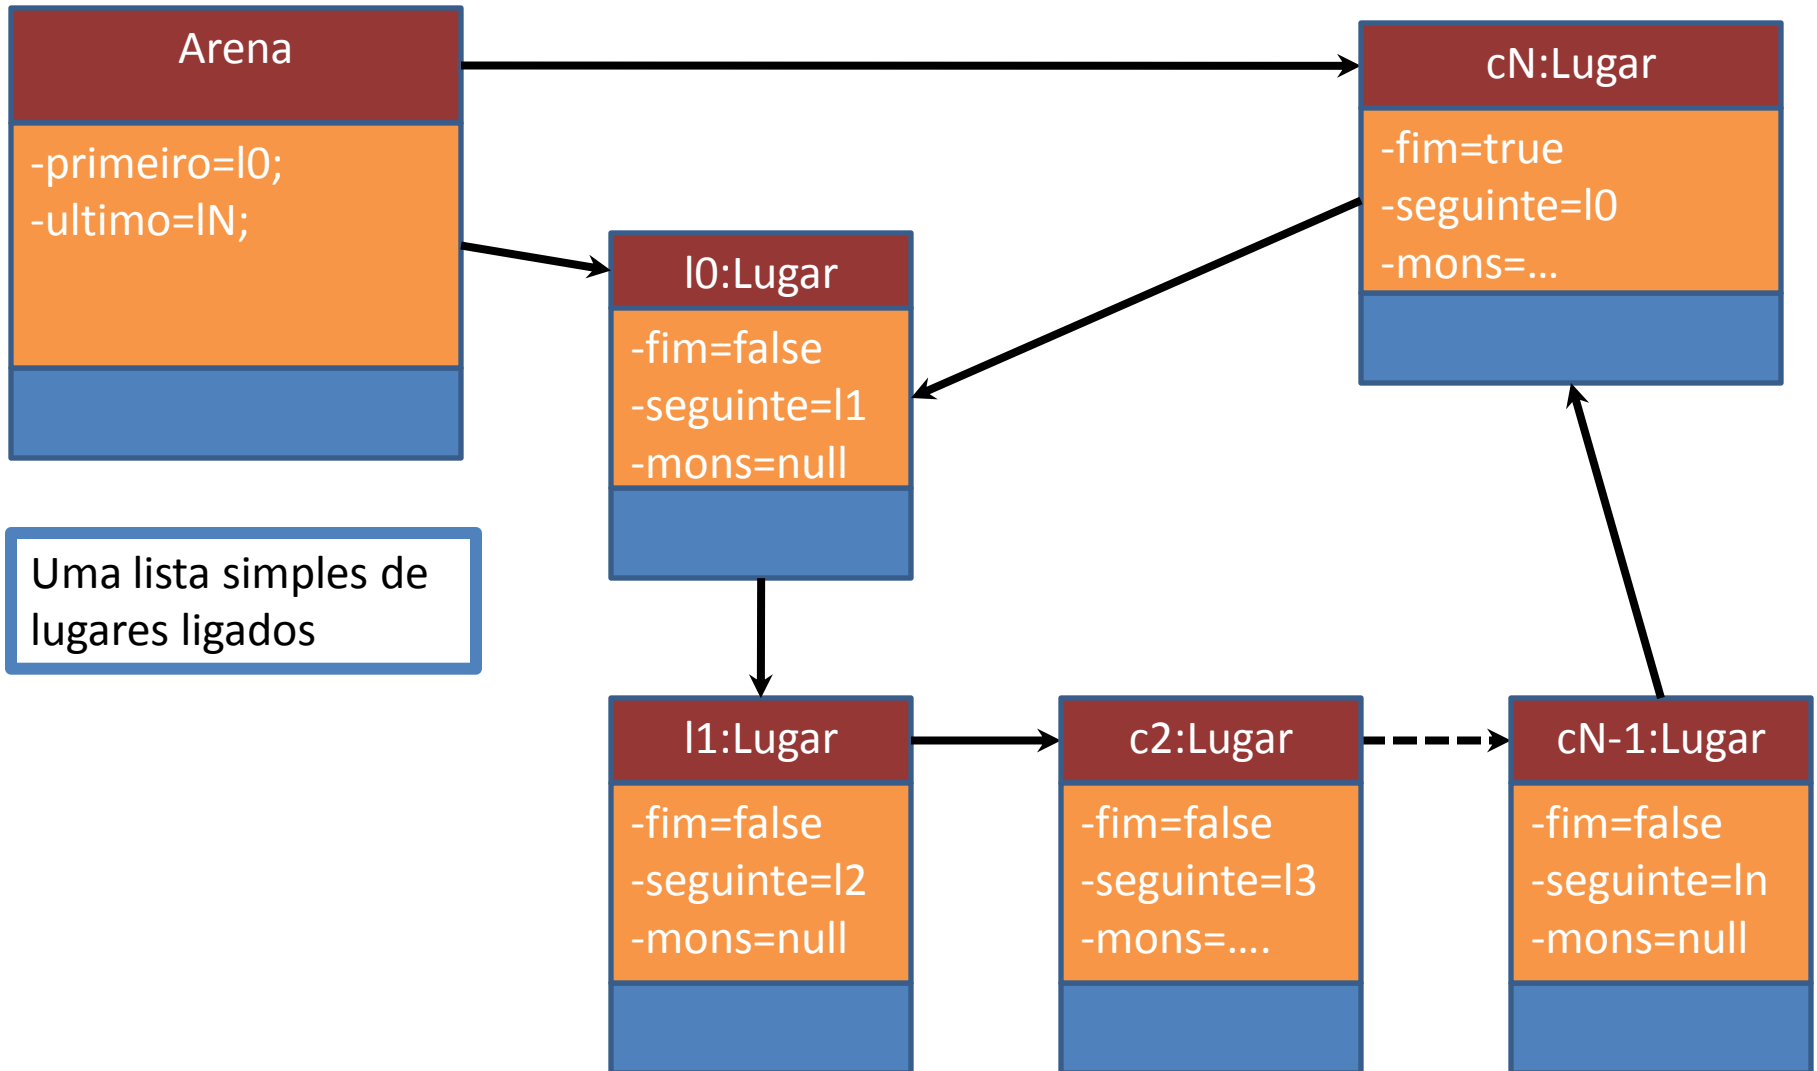 Arena
-primeiro=l0;
-ultimo=lN;
cN:Lugar
-fim=true
-seguinte=l0
-mons=...
l0:Lugar
-fim=false
-seguinte=l1
-mons=null
Uma lista simples de
lugares ligados
l1:Lugar
-fim=false
-seguinte=l2
-mons=null
c2:Lugar
-fim=false
-seguinte=l3
-mons=....
cN-1:Lugar
-fim=false
-seguinte=ln
-mons=null